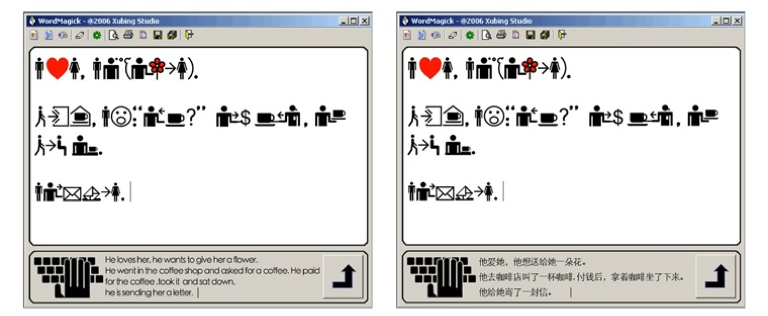 WordMagick - @2006 Xubing Studio
He loves her, he wants to give her a flower.
He went in the coffee shop and asked for a coffee. He paid
for the coffee ,took it and sat down.
he is sending her a letter.
WordMagick - @2006 Xubing Studio
他爱她，他想送给她一朵花。
他去咖啡店叫了一杯咖啡.付钱后，拿着咖啡坐了下来。
他给她寄了一封信。